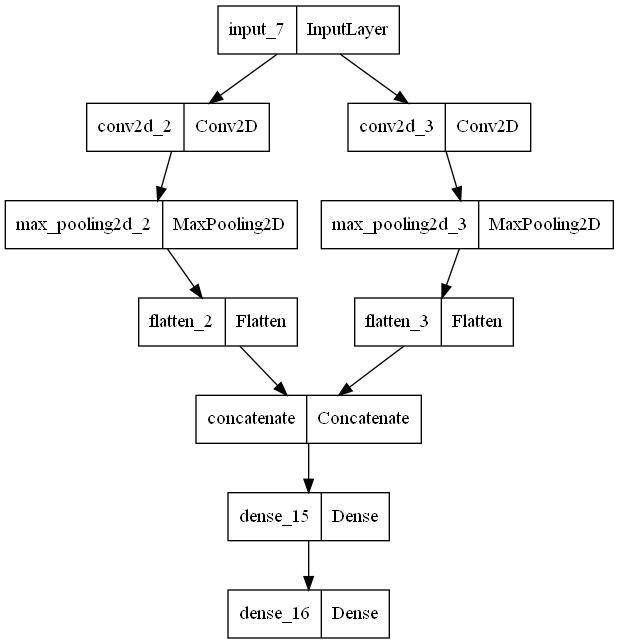 input_7 InputLayer
conv2d_2 Conv2D conv2d_3 Conv2D
max_pooling2d_2 MaxPooling2D max_pooling2d_3 MaxPooling2D
flatten_2 Flatten flatten_3 Flatten
concatenate Concatenate
dense_15 Dense
dense_16 Dense